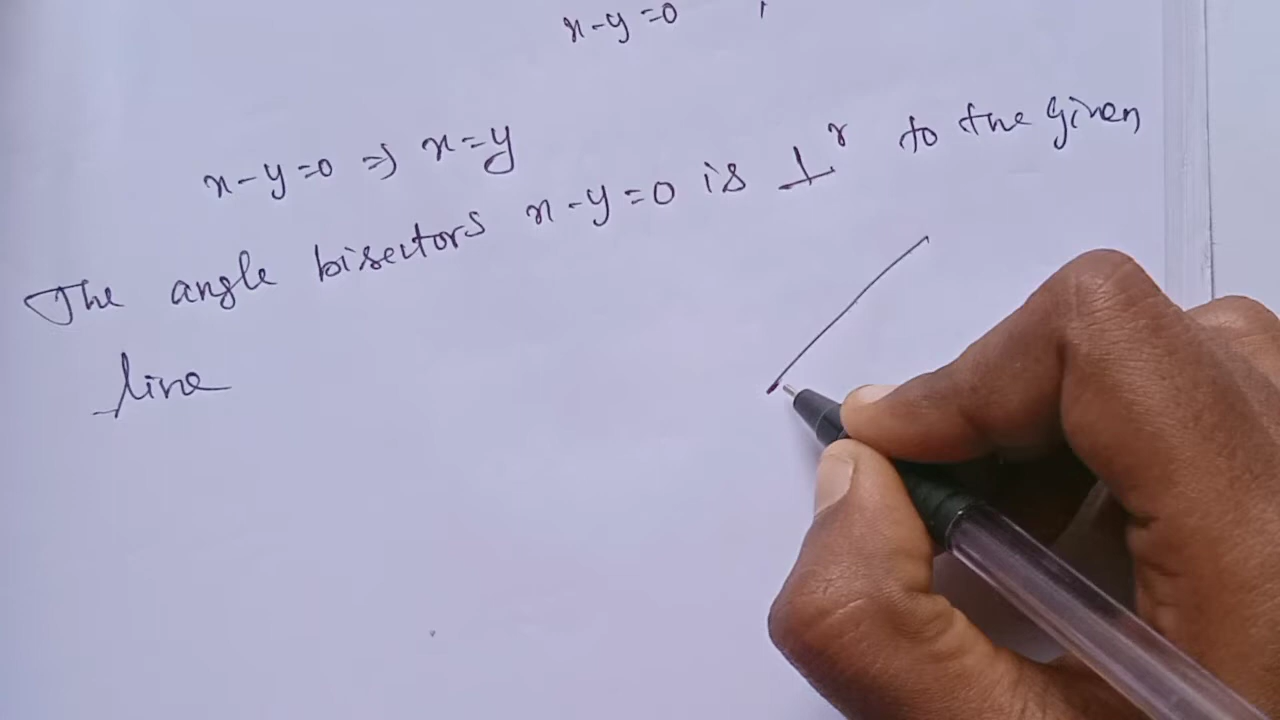 x-y=0
x-y=0 ⇒ x=y
The angle bisectors x-y=0 is ⊥r to the given
line